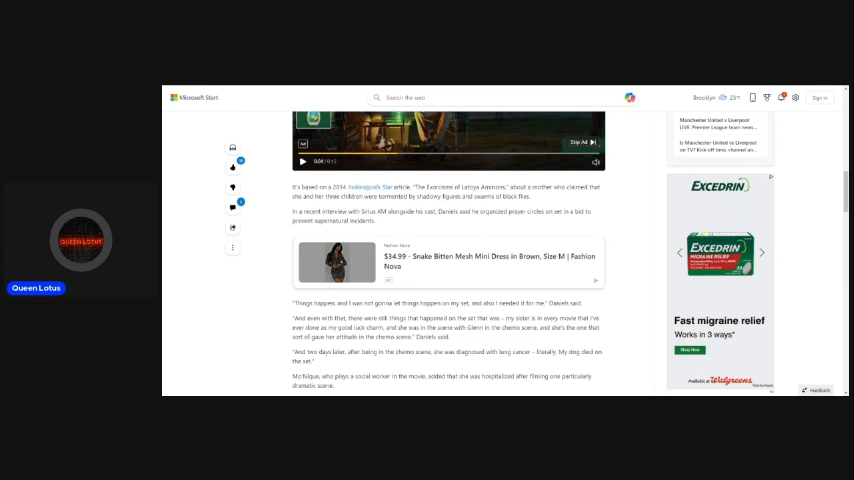 Microsoft Start
Search the web
Brooklyn
23°F
Sign in
Manchester United v Liverpool
LIVE: Premier League team news...
Is Manchester United vs Liverpool
on TV? Kick-off time, channel an...
Ad
Skip Ad
0:04 / 0:15
It's based on a 2014 Indianapolis Star article, "The Exorcisms of Latoya Ammons," about a mother who claimed that
she and her three children were tormented by shadowy figures and swarms of black flies.
In a recent interview with Sirius XM alongside his cast, Daniels said he organized prayer circles on set in a bid to
prevent supernatural incidents.
Fashion Nova
$34.99 - Snake Bitten Mesh Mini Dress in Brown, Size M | Fashion
Nova
Ad
"Things happen, and I was not gonna let things happen on my set, and also I needed it for me," Daniels said.
"And even with that, there were still things that happened on the set that was – my sister is in every movie that I've
ever done as my good luck charm, and she was in the scene with Glenn in the chemo scene, and she's the one that
sort of gave her attitude in the chemo scene," Daniels said.
"And two days later, after being in the chemo scene, she was diagnosed with lung cancer – literally. My dog died on
the set."
Mo'Nique, who plays a social worker in the movie, added that she was hospitalized after filming one particularly
dramatic scene.
EXCEDRIN
EXCEDRIN
MIGRAINE RELIEF
Fast migraine relief
Works in 3 ways*
Shop Now
Available at Walgreens
Feedback
QUEEN LOTUS
Queen Lotus